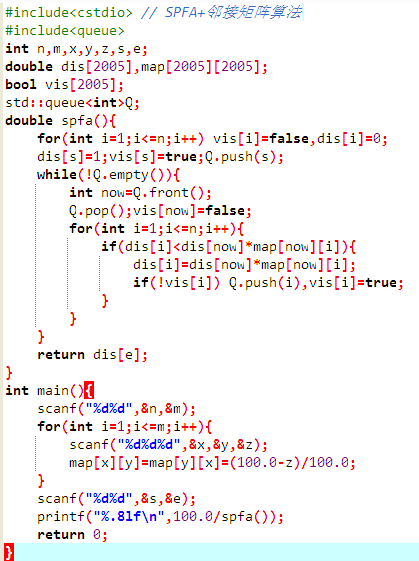 #include<cstdio> // SPFA+邻接矩阵算法
#include<queue>
int n,m,x,y,z,s,e;
double dis[2005],map[2005][2005];
bool vis[2005];
std::queue<int>Q;
double spfa(){
    for(int i=1;i<=n;i++) vis[i]=false,dis[i]=0;
    dis[s]=1;vis[s]=true;Q.push(s);
    while(!Q.empty()){
        int now=Q.front();
        Q.pop();vis[now]=false;
        for(int i=1;i<=n;i++){
            if(dis[i]<dis[now]*map[now][i]){
                dis[i]=dis[now]*map[now][i];
                if(!vis[i]) Q.push(i),vis[i]=true;
            }
        }
    }
    return dis[e];
}
int main(){
    scanf("%d%d",&n,&m);
    for(int i=1;i<=m;i++){
        scanf("%d%d%d",&x,&y,&z);
        map[x][y]=map[y][x]=(100.0-z)/100.0;
    }
    scanf("%d%d",&s,&e);
    printf("%.8lf\n",100.0/spfa());
    return 0;
}